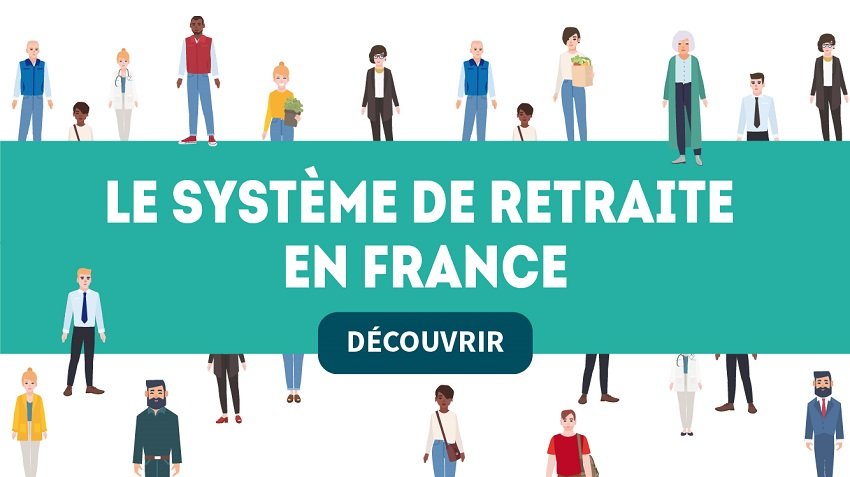 LE SYSTÈME DE RETRAITE
EN FRANCE
DÉCOUVRIR